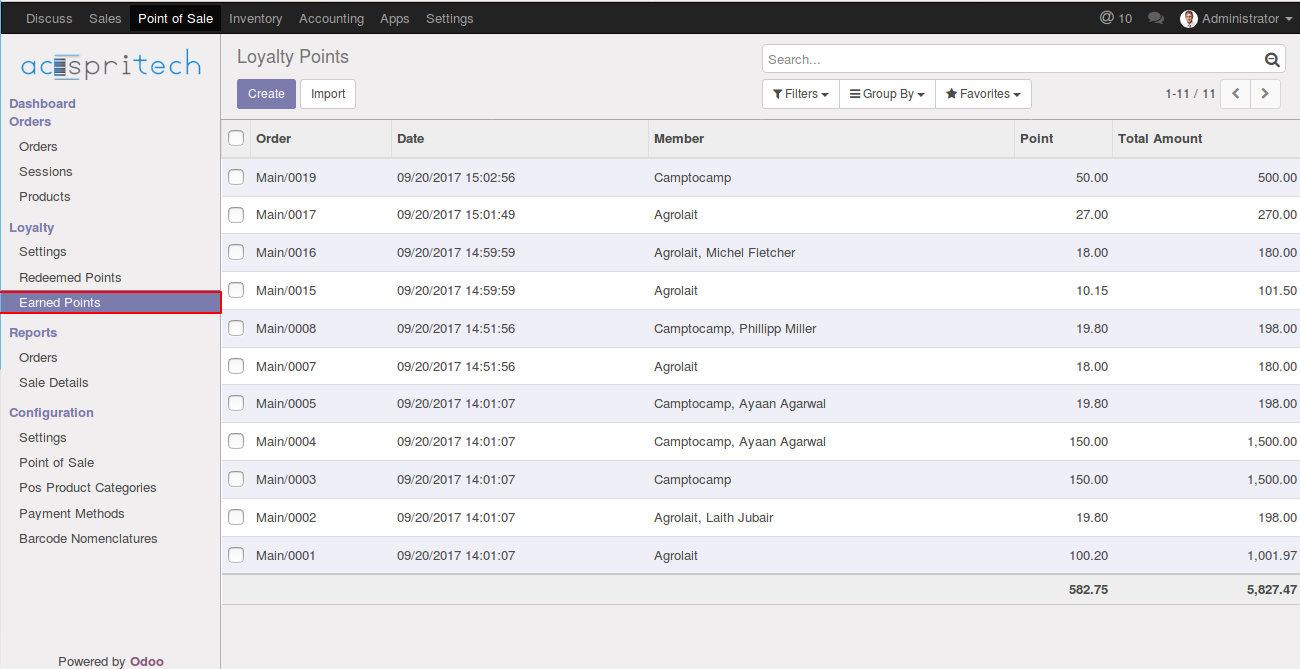 Discuss Sales Point of Sale Inventory Accounting Apps Settings @ 10 Administrator
acespritech
Loyalty Points
Search...
Create Import
Filters Group By Favorites 1-11 / 11
Dashboard
Orders
Orders
Sessions
Products
Loyalty
Settings
Redeemed Points
Earned Points
Reports
Orders
Sale Details
Configuration
Settings
Point of Sale
Pos Product Categories
Payment Methods
Barcode Nomenclatures
Powered by Odoo
Order Date Member Point Total Amount
Main/0019 09/20/2017 15:02:56 Camptocamp 50.00 500.00
Main/0017 09/20/2017 15:01:49 Agrolait 27.00 270.00
Main/0016 09/20/2017 14:59:59 Agrolait, Michel Fletcher 18.00 180.00
Main/0015 09/20/2017 14:59:59 Agrolait 10.15 101.50
Main/0008 09/20/2017 14:51:56 Camptocamp, Phillipp Miller 19.80 198.00
Main/0007 09/20/2017 14:51:56 Agrolait 18.00 180.00
Main/0005 09/20/2017 14:01:07 Camptocamp, Ayaan Agarwal 19.80 198.00
Main/0004 09/20/2017 14:01:07 Camptocamp, Ayaan Agarwal 150.00 1,500.00
Main/0003 09/20/2017 14:01:07 Camptocamp 150.00 1,500.00
Main/0002 09/20/2017 14:01:07 Agrolait, Laith Jubair 19.80 198.00
Main/0001 09/20/2017 14:01:07 Agrolait 100.20 1,001.97
582.75 5,827.47